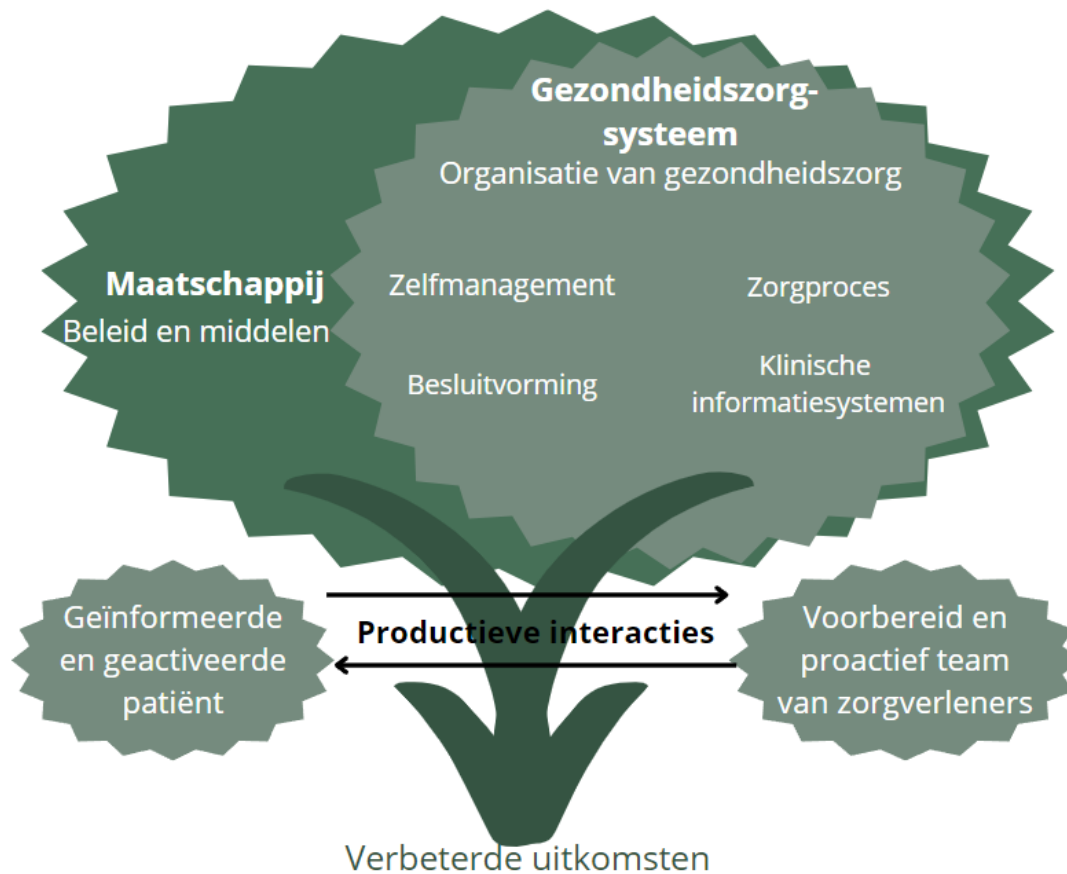 Gezondheidszorg-
systeem
Organisatie van gezondheidszorg
Maatschappij
Beleid en middelen
Zelfmanagement
Zorgproces
Besluitvorming
Klinische
informatiesystemen
Geïnformeerde
en geactiveerde
patiënt
Productieve interacties
Voorbereid en
proactief team
van zorgverleners
Verbeterde uitkomsten